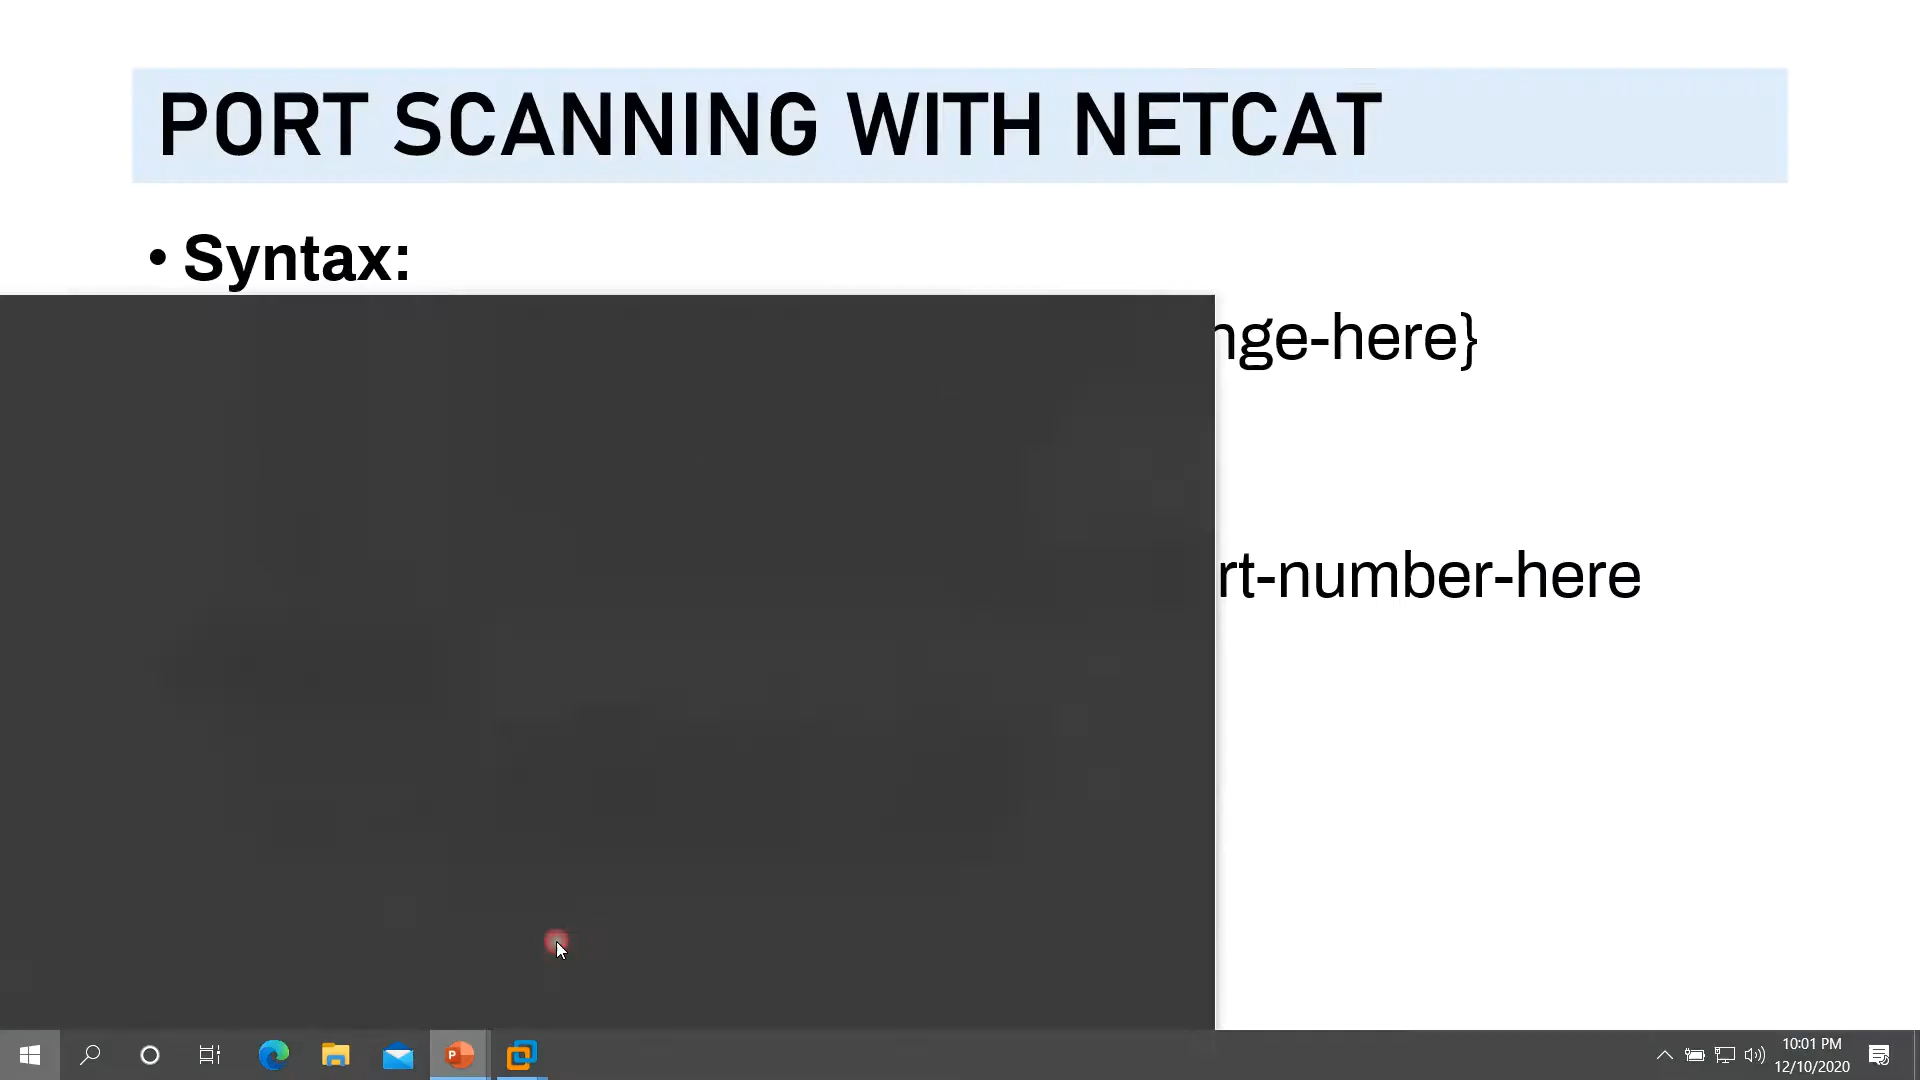 PORT SCANNING WITH NETCAT
• Syntax:
nge-here}
rt-number-here
10:01 PM
12/10/2020